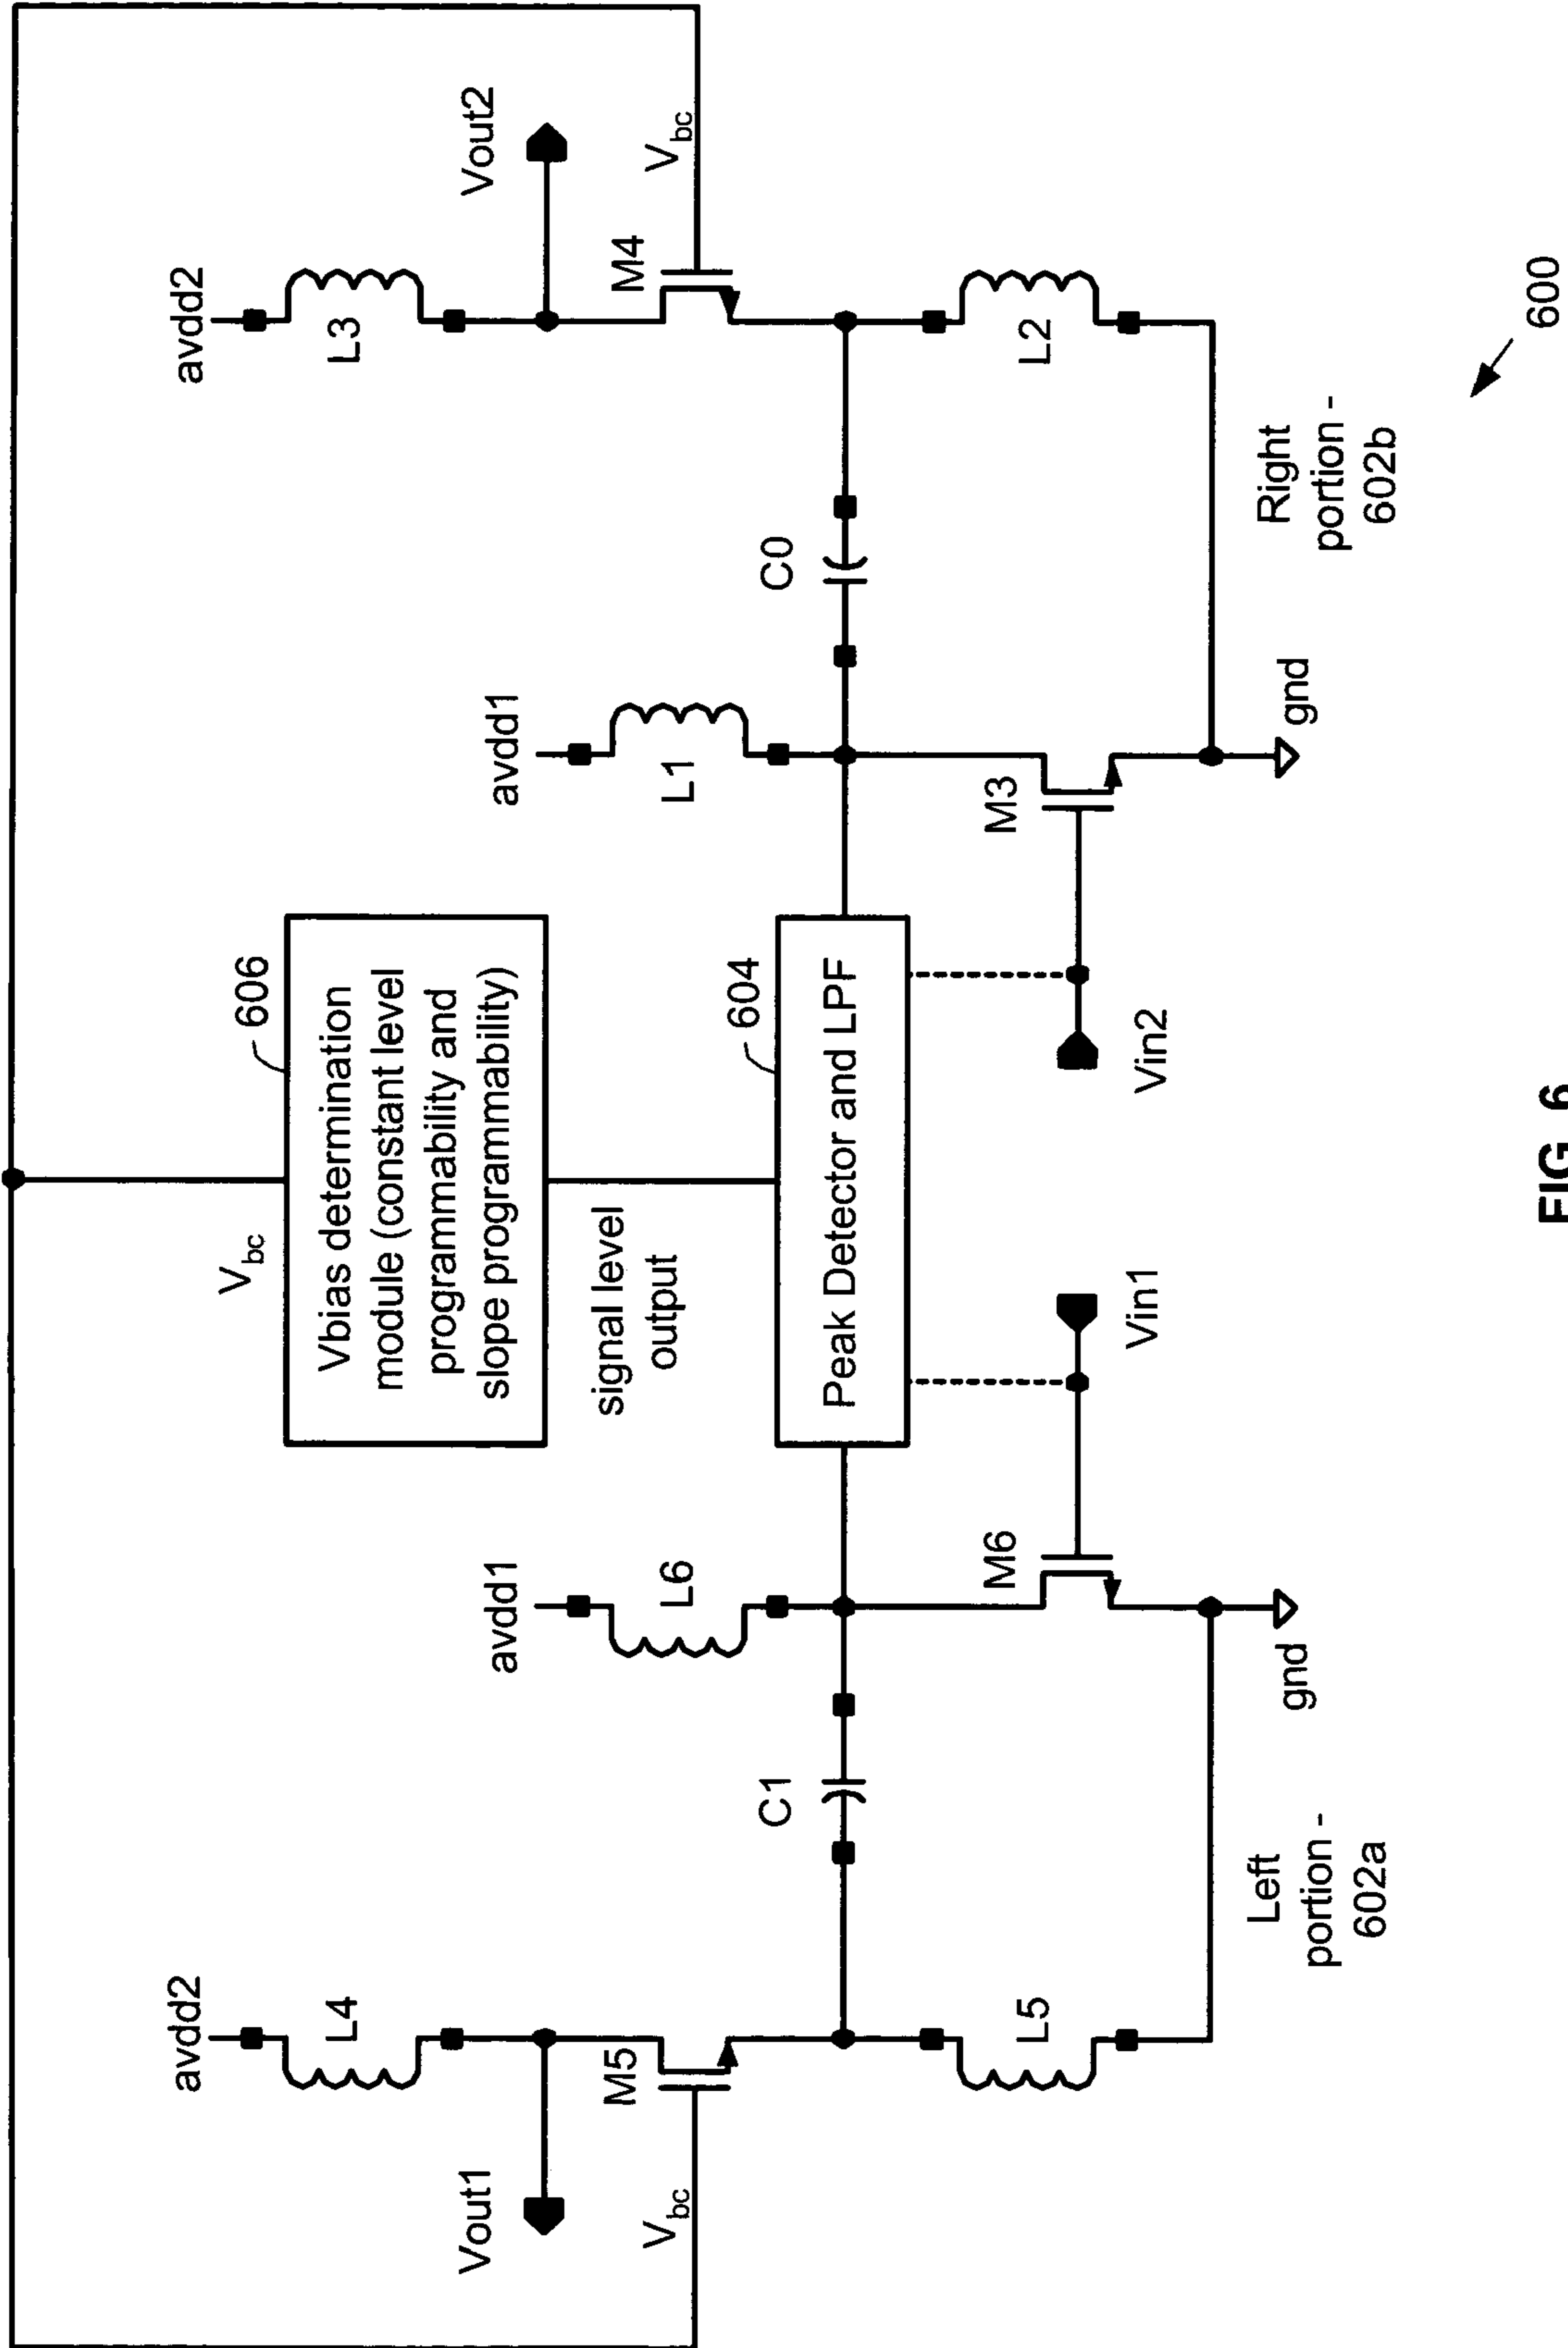 V_bc
606
Vbias determination
module (constant level
programmability and
slope programmability)
avdd2
L4
Vout1
M5
V_bc
avdd1
L6
signal level
output
avdd1
L1
avdd2
L3
Vout2
M4
V_bc
C1
604
Peak Detector and LPF
C0
L5
M6
M3
L2
Vin1
Vin2
Left
portion -
602a
gnd
gnd
Right
portion -
602b
600
FIG. 6